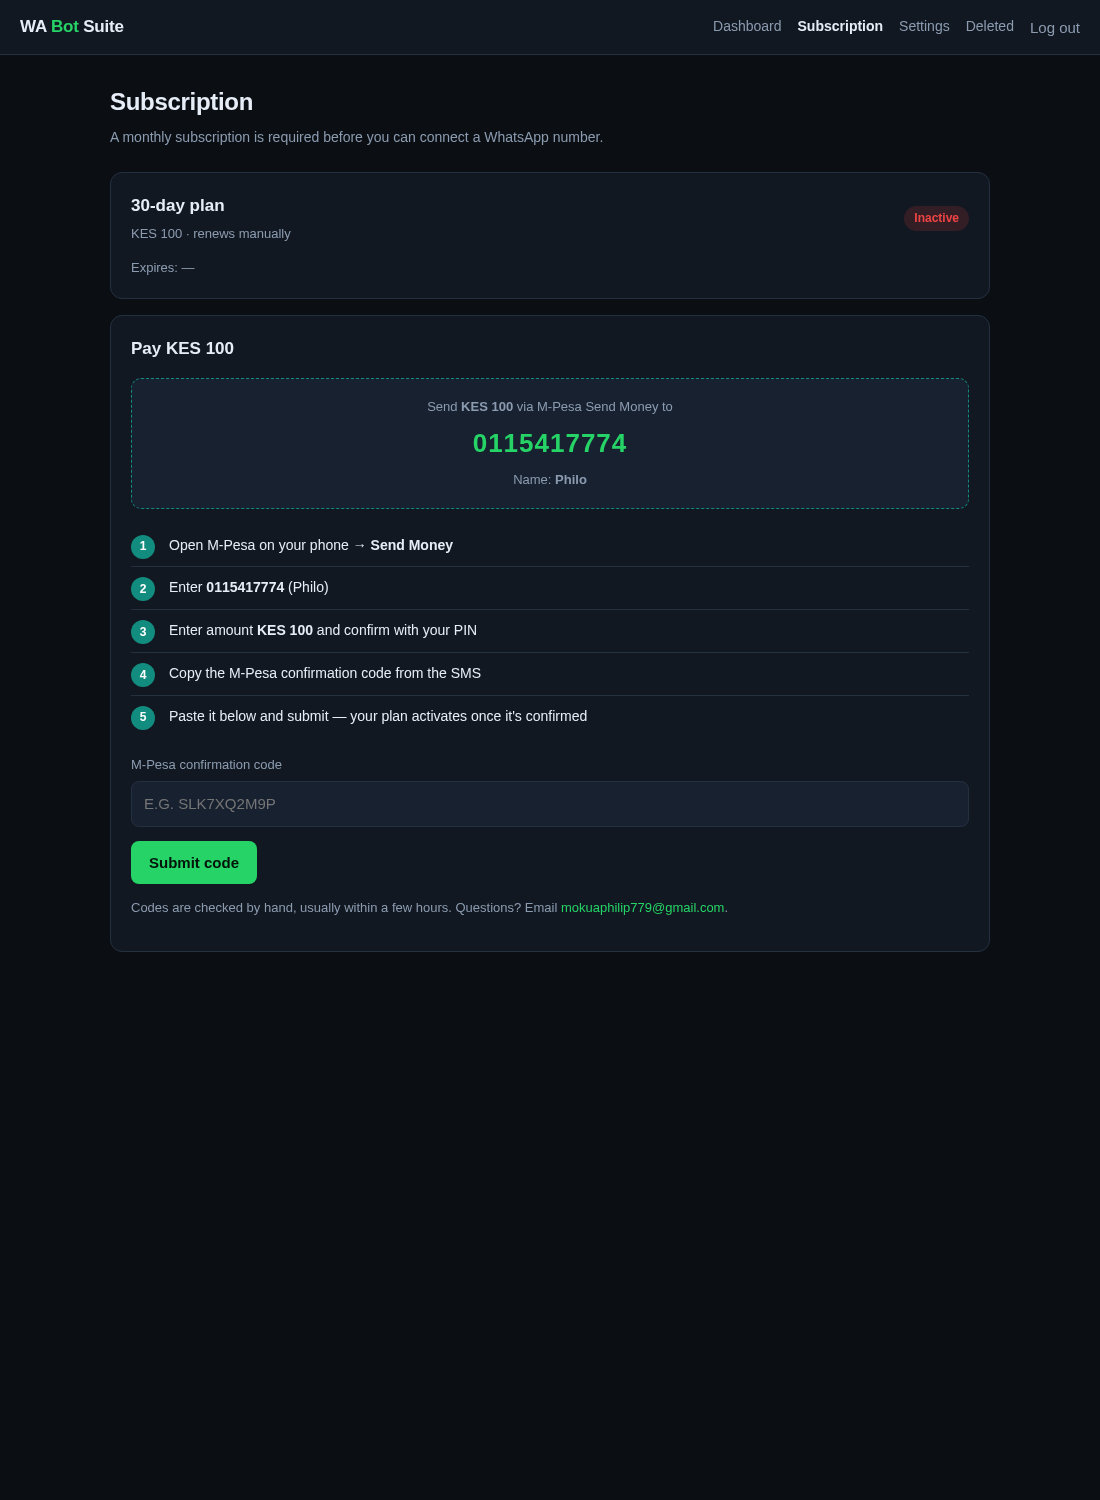 WA Bot Suite
Dashboard Subscription Settings Deleted Log out
Subscription
A monthly subscription is required before you can connect a WhatsApp number.
30-day plan
KES 100 · renews manually
Inactive
Expires: —
Pay KES 100
Send KES 100 via M-Pesa Send Money to
0115417774
Name: Philo
1 Open M-Pesa on your phone → Send Money
2 Enter 0115417774 (Philo)
3 Enter amount KES 100 and confirm with your PIN
4 Copy the M-Pesa confirmation code from the SMS
5 Paste it below and submit — your plan activates once it's confirmed
M-Pesa confirmation code
E.G. SLK7XQ2M9P
Submit code
Codes are checked by hand, usually within a few hours. Questions? Email mokuaphilip779@gmail.com.